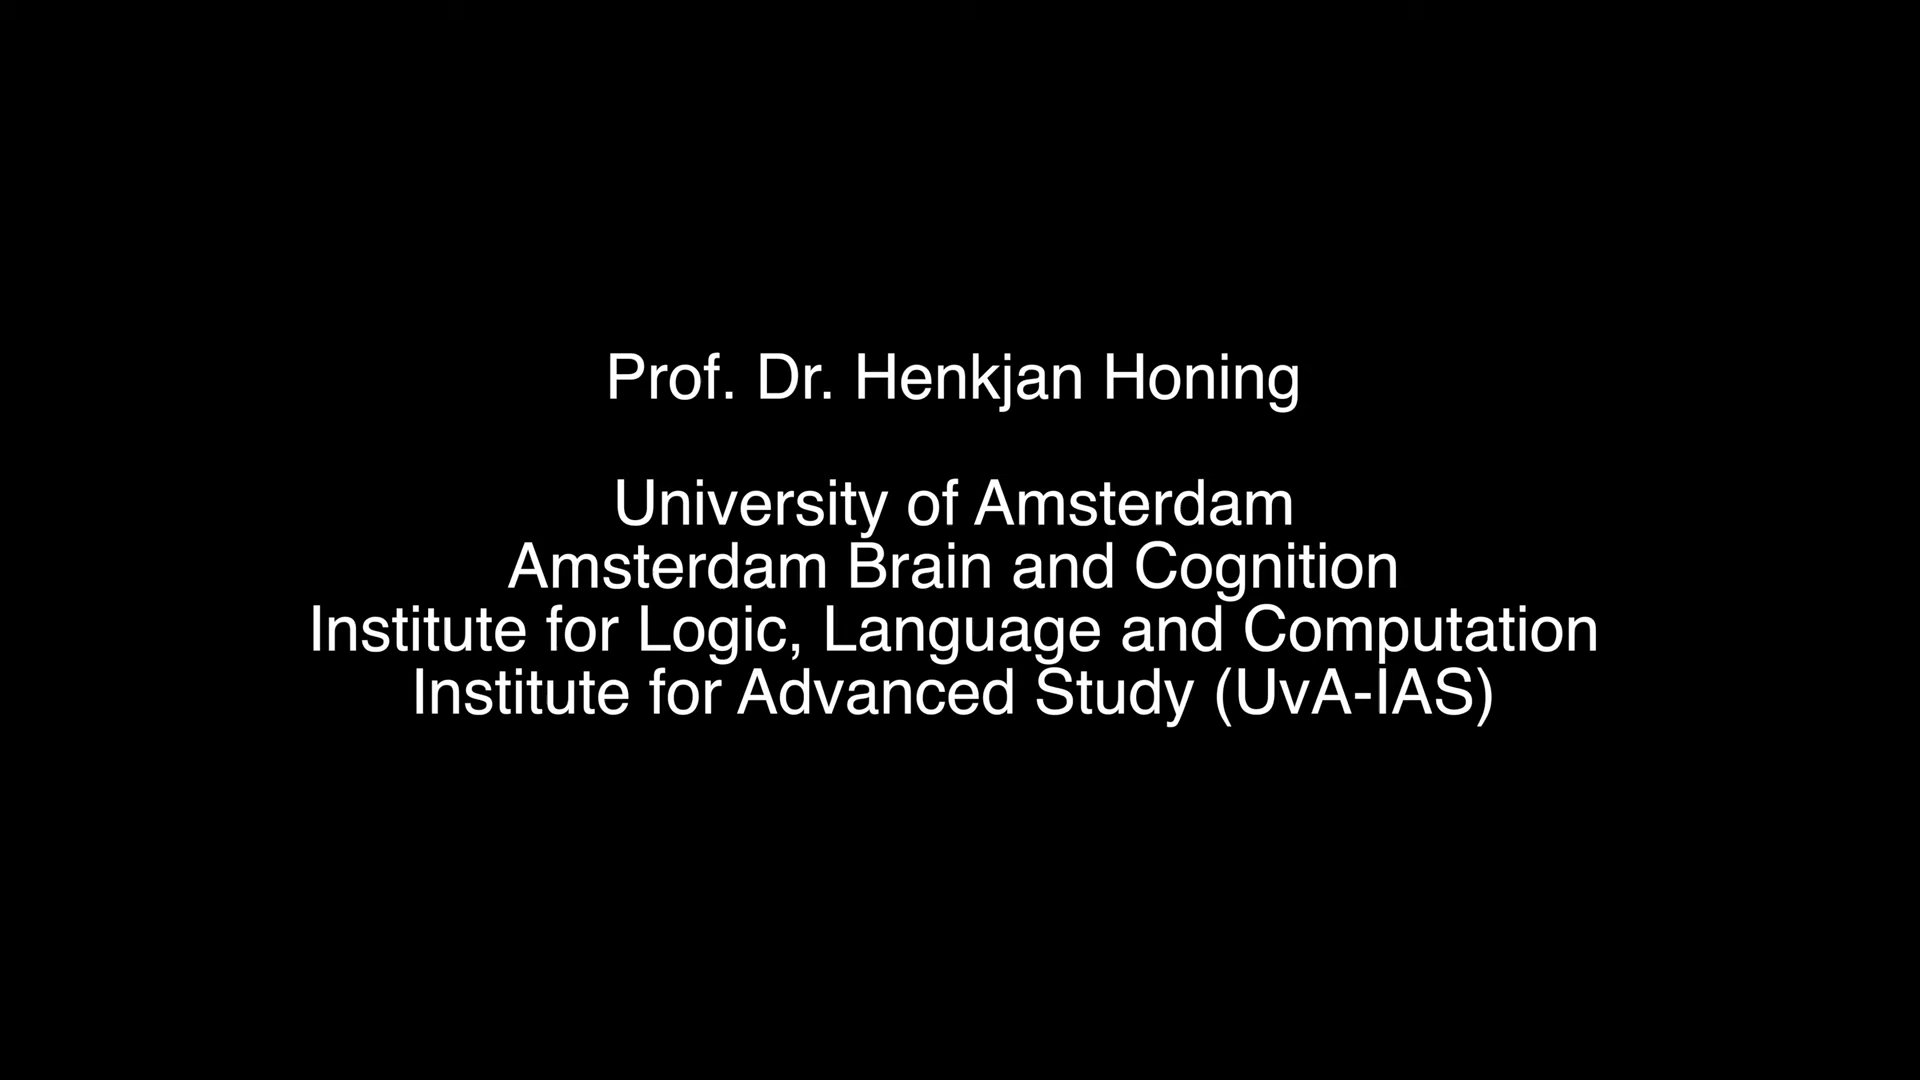 Prof. Dr. Henkjan Honing
University of Amsterdam
Amsterdam Brain and Cognition
Institute for Logic, Language and Computation
Institute for Advanced Study (UvA-IAS)